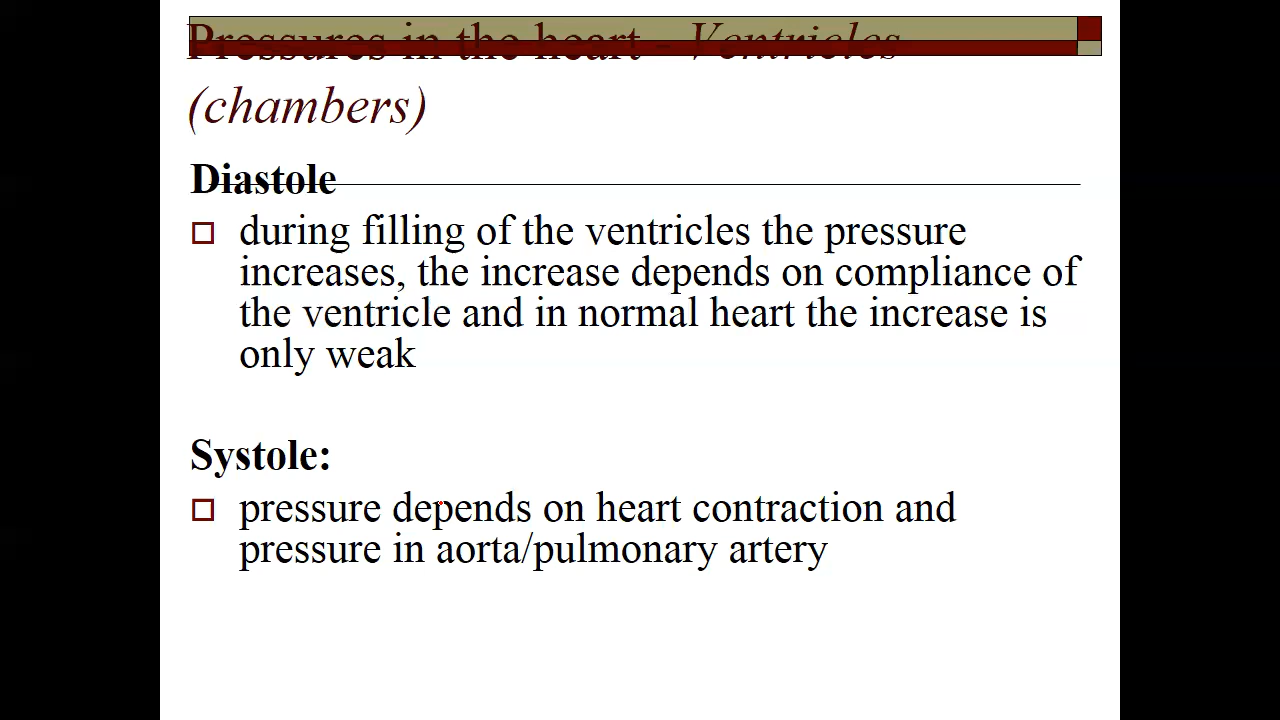 Pressures in the heart - Ventricles
(chambers)
Diastole
during filling of the ventricles the pressure
increases, the increase depends on compliance of
the ventricle and in normal heart the increase is
only weak
Systole:
pressure depends on heart contraction and
pressure in aorta/pulmonary artery